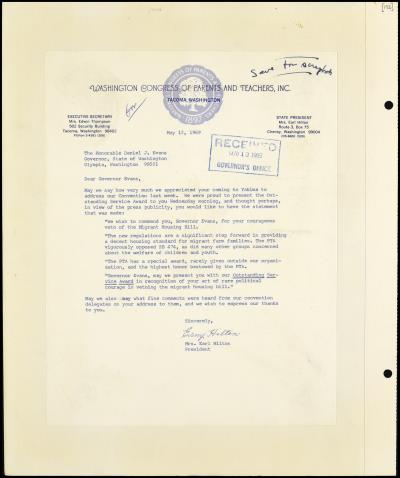 [192]
Save for scrapbook
WASHINGTON CONGRESS OF PARENTS AND TEACHERS, INC.
TACOMA, WASHINGTON
1897
EXECUTIVE SECRETARY
Mrs. Edwin Thompson
502 Security Building
Tacoma, Washington 98402
STATE PRESIDENT
Mrs. Earl Hilton
Route 3, Box 75
Cheney, Washington 99004
May 12, 1969
RECEIVED
MAY 13 1969
GOVERNOR'S OFFICE
The Honorable Daniel J. Evans
Governor, State of Washington
Olympia, Washington 98501
Dear Governor Evans,
May we say how very much we appreciated your coming to Yakima to
address our Convention last week. We were proud to present the Out-
standing Service Award to you Wednesday morning, and thought perhaps,
in view of the press publicity, you would like to have the statement
that was made:
"We wish to commend you, Governor Evans, for your courageous
veto of the Migrant Housing Bill.
"The new regulations are a significant step forward in providing
a decent housing standard for migrant farm families. The PTA
vigorously opposed SB 474, as did many other groups concerned
about the welfare of children and youth.
"The PTA has a special award, rarely given outside our organi-
zation, and the highest honor bestowed by the PTA.
"Governor Evans, may we present you with our Outstanding Ser-
vice Award in recognition of your act of rare political
courage in vetoing the migrant housing bill."
May we also say what fine comments were heard from our convention
delegates on your address to them, and we wish to express our thanks
to you.
Sincerely,
Hilton
Mrs. Earl Hilton
President